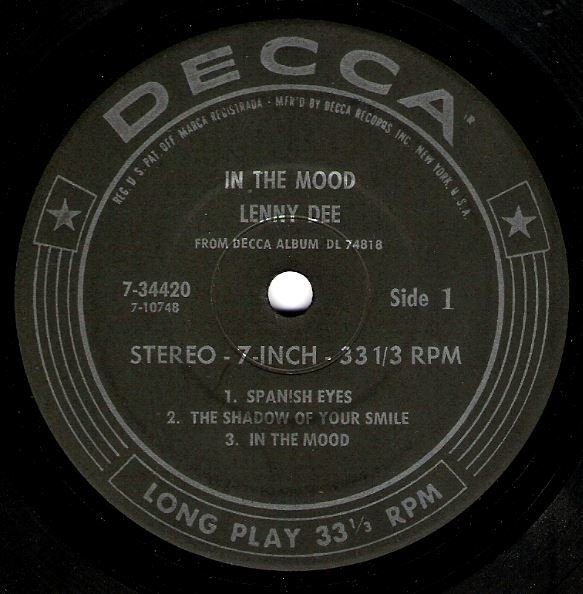 DECCA®
REG. U.S. PAT. OFF. MARCA REGISTRADA • MFR'D BY DECCA RECORDS INC. NEW YORK, U.S.A.
IN THE MOOD
LENNY DEE
FROM DECCA ALBUM DL 74818
7-34420
7-10748
Side 1
STEREO - 7-INCH - 33 1/3 RPM
1. SPANISH EYES
2. THE SHADOW OF YOUR SMILE
3. IN THE MOOD
LONG PLAY 33⅓ RPM